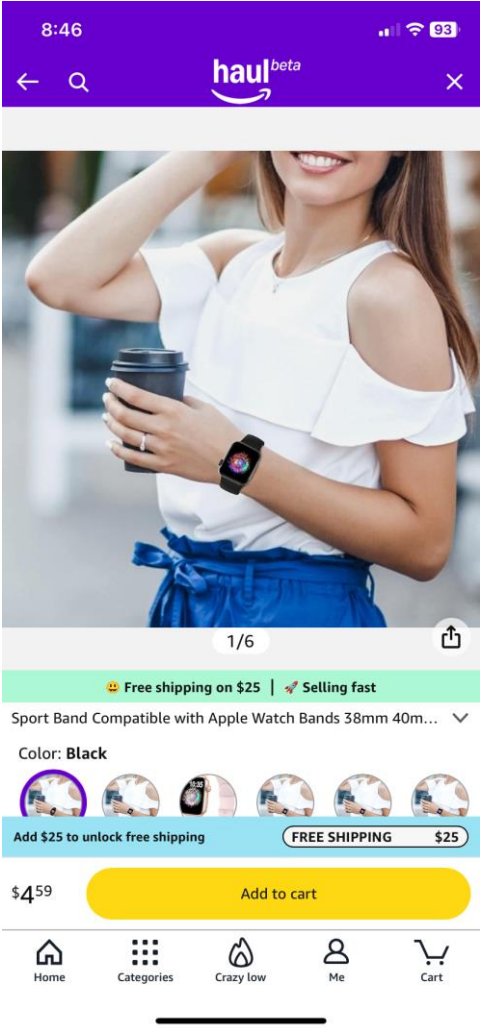 8:46
93
haul beta
1/6
😃 Free shipping on $25 | 🚀 Selling fast
Sport Band Compatible with Apple Watch Bands 38mm 40m...
Color: Black
10:35
Add $25 to unlock free shipping
FREE SHIPPING $25
$4 59
Add to cart
Home
Categories
Crazy low
Me
Cart